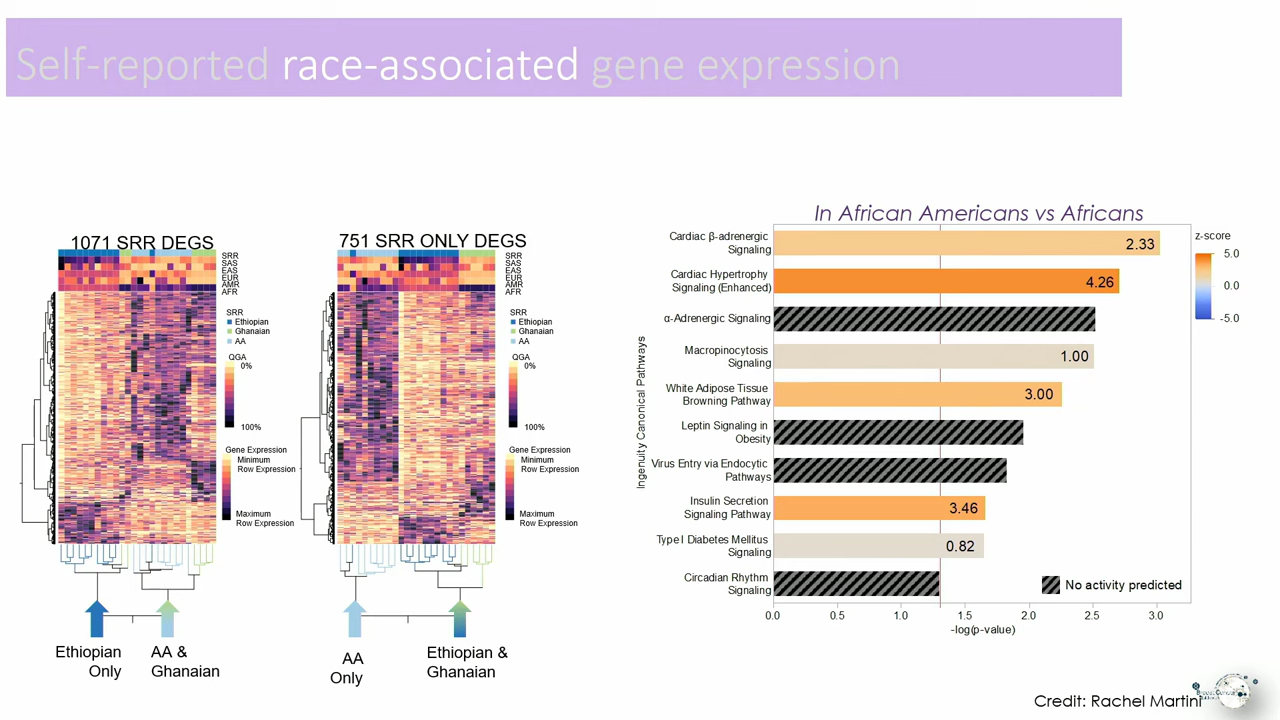 Self-reported race-associated gene expression
1071 SRR DEGS
SRR
SAS
EAS
EUR
AMR
AFR
SRR
Ethiopian
Ghanaian
AA
QGA
0%
100%
Gene Expression
Minimum
Row Expression
Maximum
Row Expression
Ethiopian
Only
AA &
Ghanaian
751 SRR ONLY DEGS
SRR
SAS
EAS
EUR
AMR
AFR
SRR
Ethiopian
Ghanaian
AA
QGA
0%
100%
Gene Expression
Minimum
Row Expression
Maximum
Row Expression
AA
Only
Ethiopian &
Ghanaian
In African Americans vs Africans
Ingenuity Canonical Pathways
Cardiac β-adrenergic
Signaling
2.33
Cardiac Hypertrophy
Signaling (Enhanced)
4.26
α-Adrenergic Signaling
Macropinocytosis
Signaling
1.00
White Adipose Tissue
Browning Pathway
3.00
Leptin Signaling in
Obesity
Virus Entry via Endocytic
Pathways
Insulin Secretion
Signaling Pathway
3.46
Type I Diabetes Mellitus
Signaling
0.82
Circadian Rhythm
Signaling
No activity predicted
0.0 0.5 1.0 1.5 2.0 2.5 3.0
-log(p-value)
z-score
5.0
0.0
-5.0
Credit: Rachel Martini